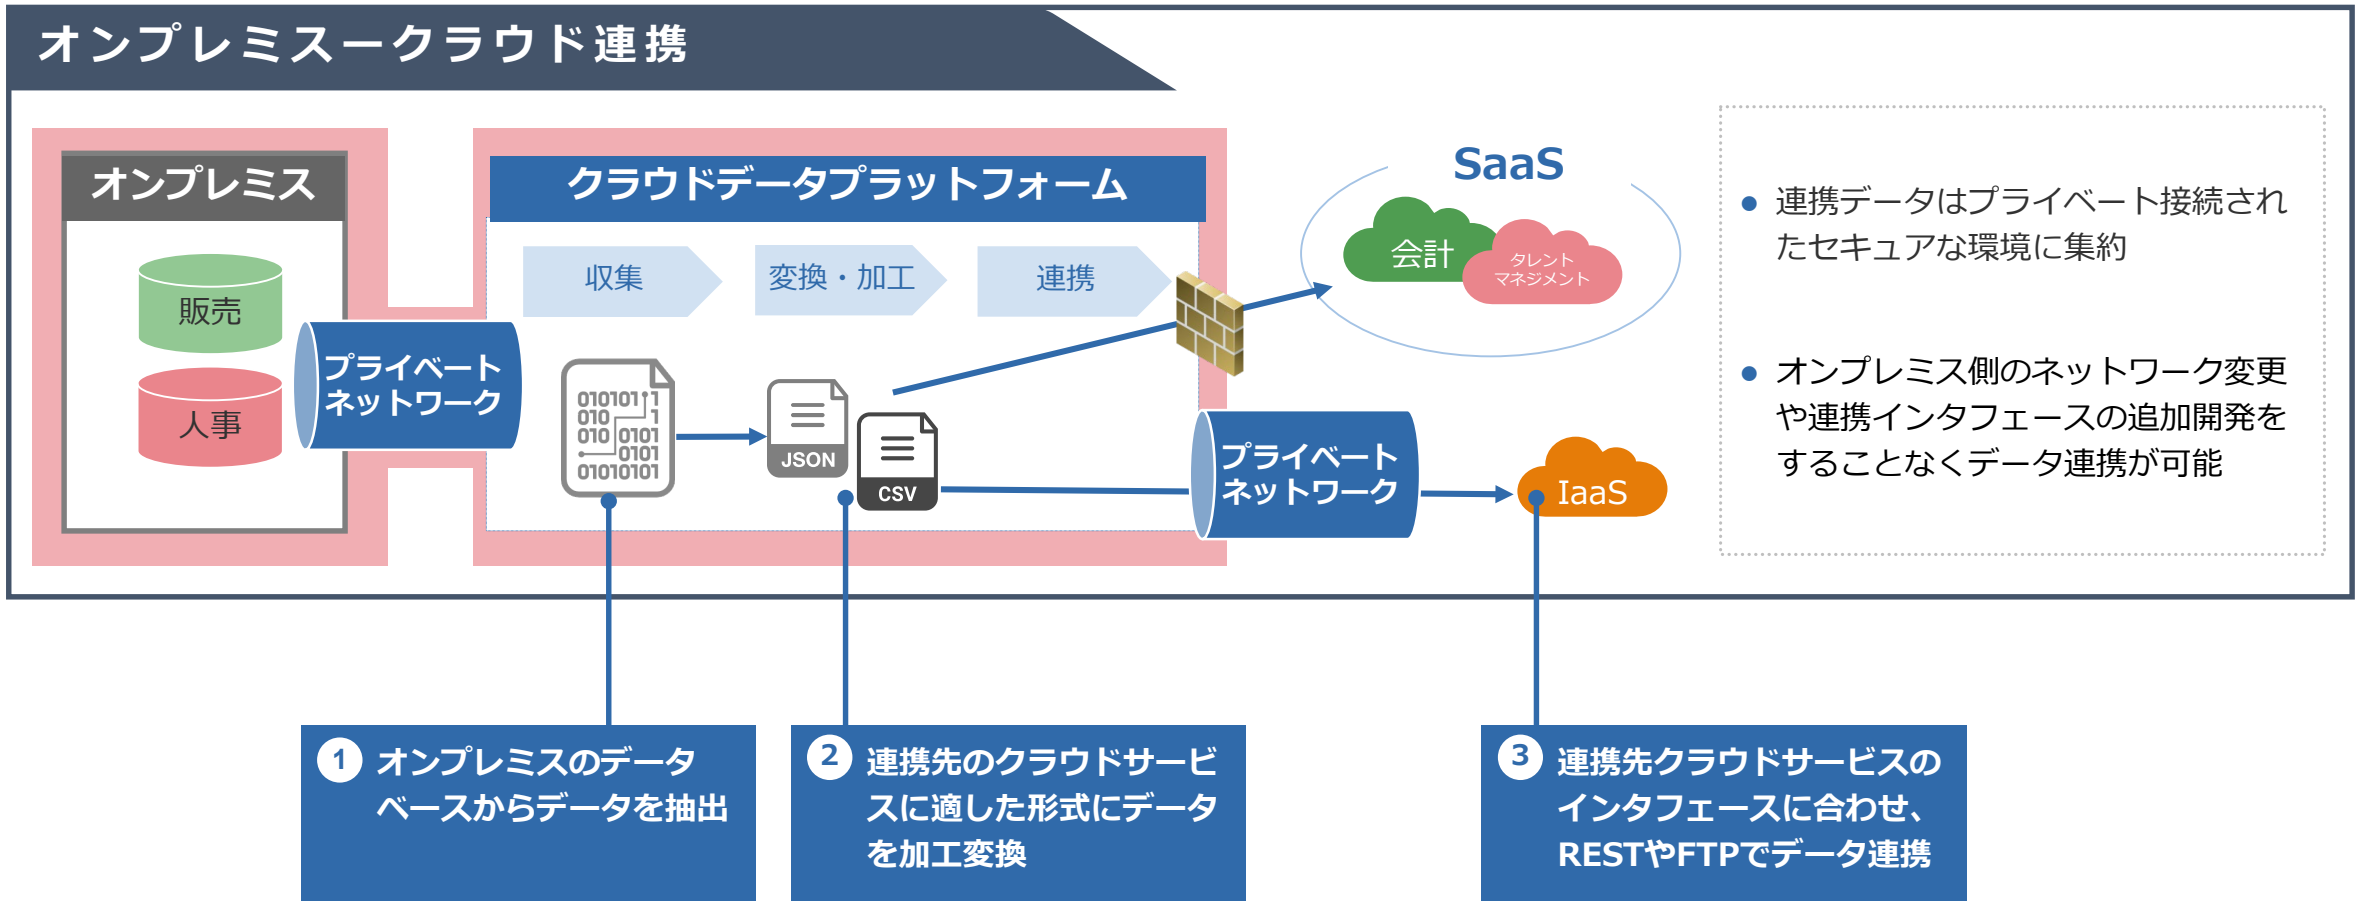 オンプレミスークラウド連携
オンプレミス
販売
人事
プライベート
ネットワーク
クラウドデータプラットフォーム
収集
変換・加工
連携
010101 1
010 1
010 0101
0101
01010101
JSON
CSV
プライベート
ネットワーク
SaaS
会計
タレント
マネジメント
IaaS
● 連携データはプライベート接続され
たセキュアな環境に集約
● オンプレミス側のネットワーク変更
や連携インタフェースの追加開発を
することなくデータ連携が可能
1 オンプレミスのデータ
ベースからデータを抽出
2 連携先のクラウドサービ
スに適した形式にデータ
を加工変換
3 連携先クラウドサービスの
インタフェースに合わせ、
RESTやFTPでデータ連携